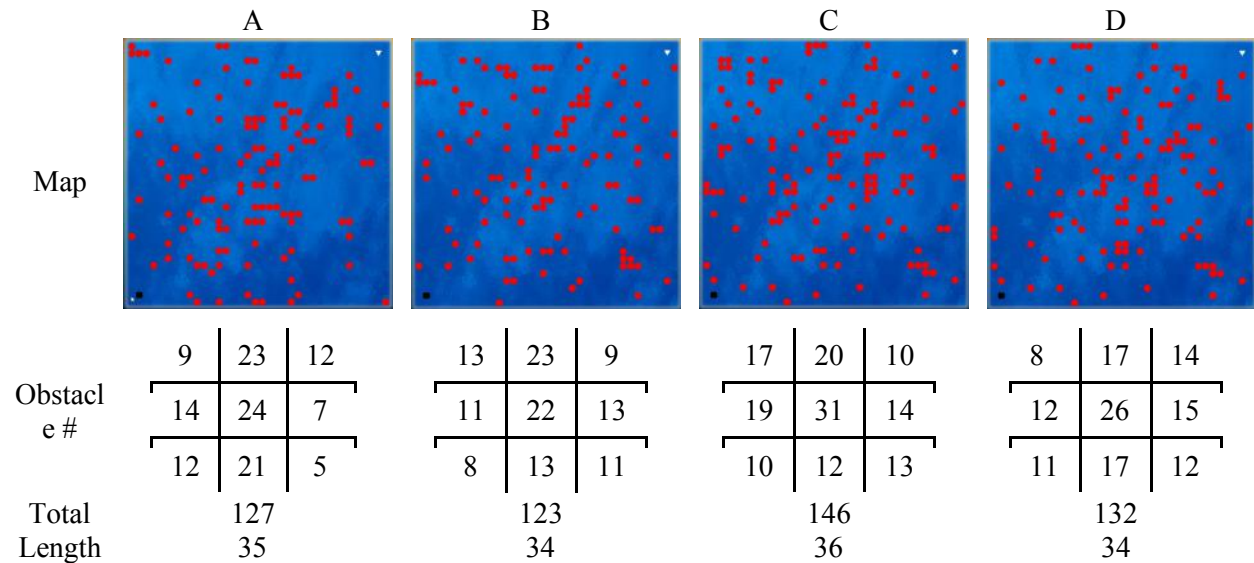 A B C D
Map
9 23 12 13 23 9 17 20 10 8 17 14
Obstacl
e #
14 24 7 11 22 13 19 31 14 12 26 15
12 21 5 8 13 11 10 12 13 11 17 12
Total 127 123 146 132
Length 35 34 36 34